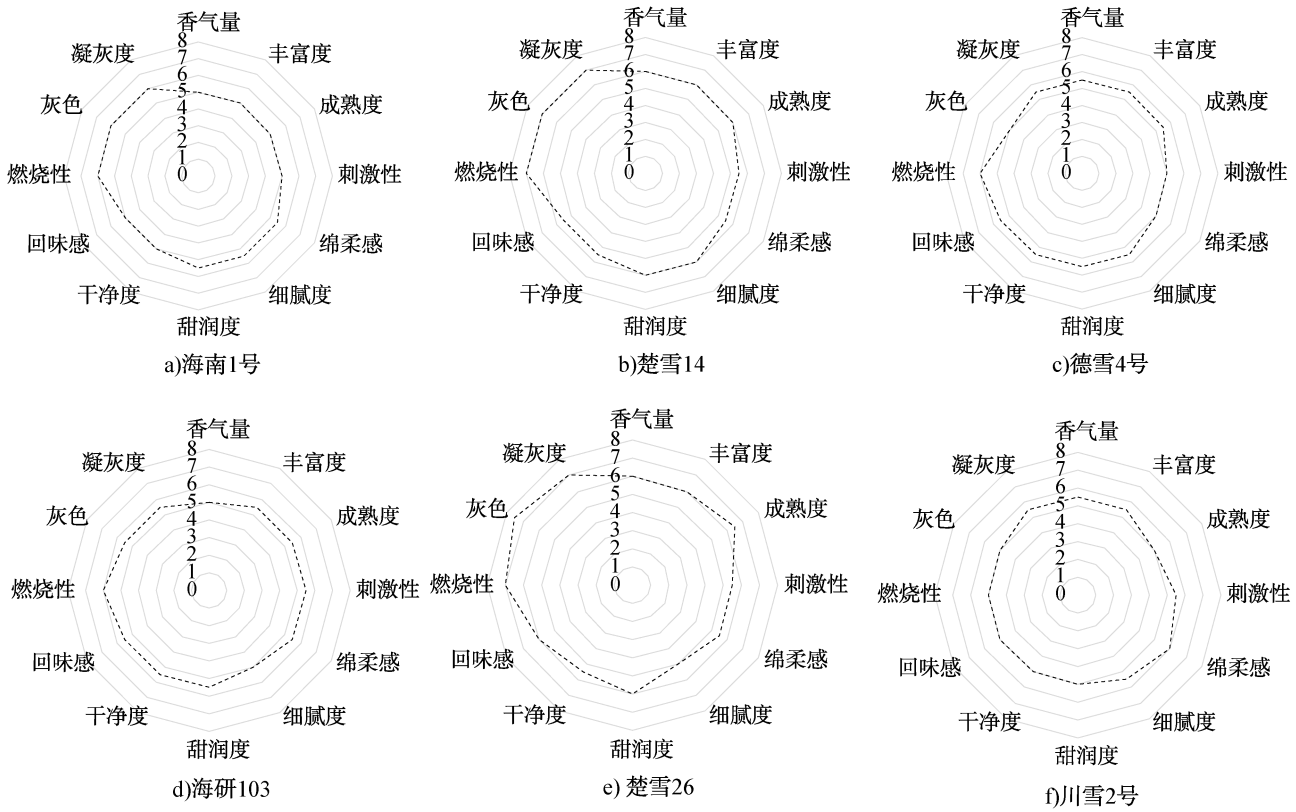 香气量
凝灰度 8 丰富度
7
灰色 6 成熟度
5
4
3
2
1
燃烧性 0 刺激性
回味感 绵柔感
干净度 细腻度
甜润度
a)海南1号
香气量
凝灰度 8 丰富度
7
灰色 6 成熟度
5
4
3
2
1
燃烧性 0 刺激性
回味感 绵柔感
干净度 细腻度
甜润度
b)楚雪14
香气量
凝灰度 8 丰富度
7
灰色 6 成熟度
5
4
3
2
1
燃烧性 0 刺激性
回味感 绵柔感
干净度 细腻度
甜润度
c)德雪4号
香气量
凝灰度 8 丰富度
7
灰色 6 成熟度
5
4
3
2
1
燃烧性 0 刺激性
回味感 绵柔感
干净度 细腻度
甜润度
d)海研103
香气量
凝灰度 8 丰富度
7
灰色 6 成熟度
5
4
3
2
1
燃烧性 0 刺激性
回味感 绵柔感
干净度 细腻度
甜润度
e) 楚雪26
香气量
凝灰度 8 丰富度
7
灰色 6 成熟度
5
4
3
2
1
燃烧性 0 刺激性
回味感 绵柔感
干净度 细腻度
甜润度
f)川雪2号